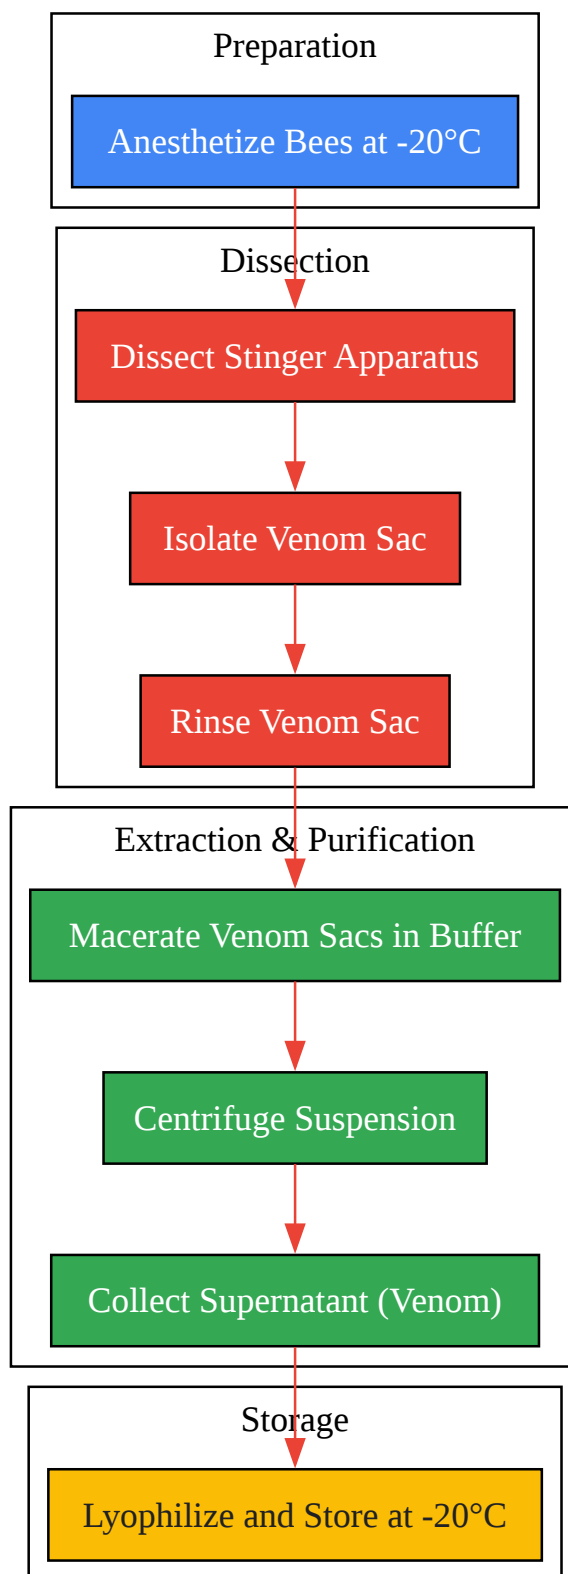 Preparation
Anesthetize Bees at -20°C
Dissection
Dissect Stinger Apparatus
Isolate Venom Sac
Rinse Venom Sac
Extraction & Purification
Macerate Venom Sacs in Buffer
Centrifuge Suspension
Collect Supernatant (Venom)
Storage
Lyophilize and Store at -20°C